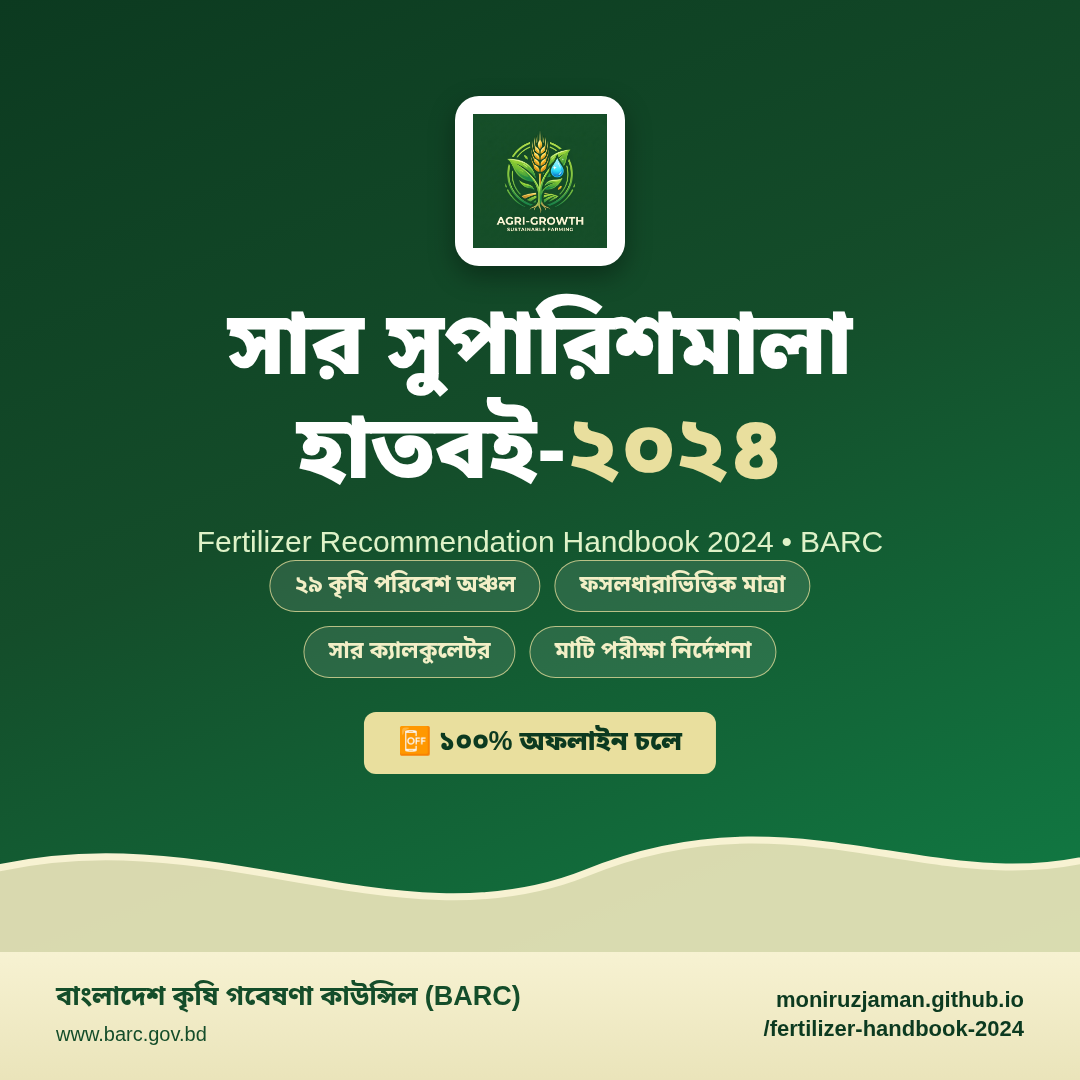 AGRI-GROWTH
SUSTAINABLE FARMING
সার সুপারিশমালা
হাতবই-২০২৪
Fertilizer Recommendation Handbook 2024 • BARC
২৯ কৃষি পরিবেশ অঞ্চল
ফসলধারাভিত্তিক মাত্রা
সার ক্যালকুলেটর
মাটি পরীক্ষা নির্দেশনা
📴 ১০০% অফলাইন চলে
বাংলাদেশ কৃষি গবেষণা কাউন্সিল (BARC)
www.barc.gov.bd
moniruzjaman.github.io
/fertilizer-handbook-2024